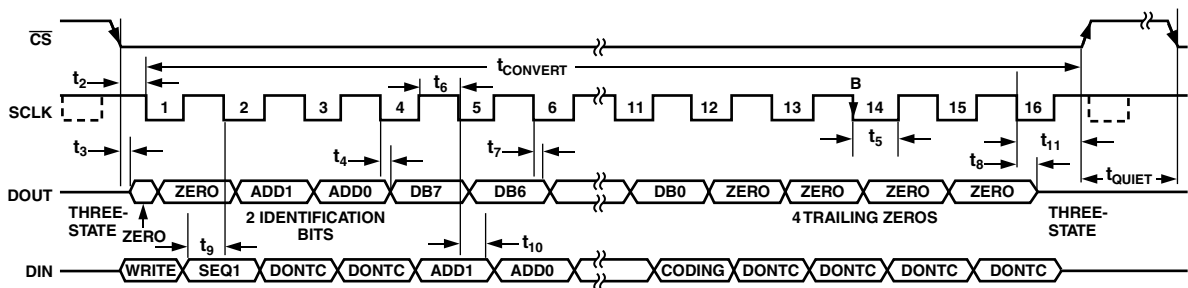 CS
t2
tCONVERT
t6
B
SCLK
1 2 3 4 5 6 11 12 13 14 15 16
t3
t4
t7
t5
t8
t11
tQUIET
DOUT
ZERO ADD1 ADD0 DB7 DB6 DB0 ZERO ZERO ZERO ZERO
THREE-
STATE
ZERO
2 IDENTIFICATION
BITS
4 TRAILING ZEROS
THREE-
STATE
t9
t10
DIN
WRITE SEQ1 DONTC DONTC ADD1 ADD0 CODING DONTC DONTC DONTC DONTC